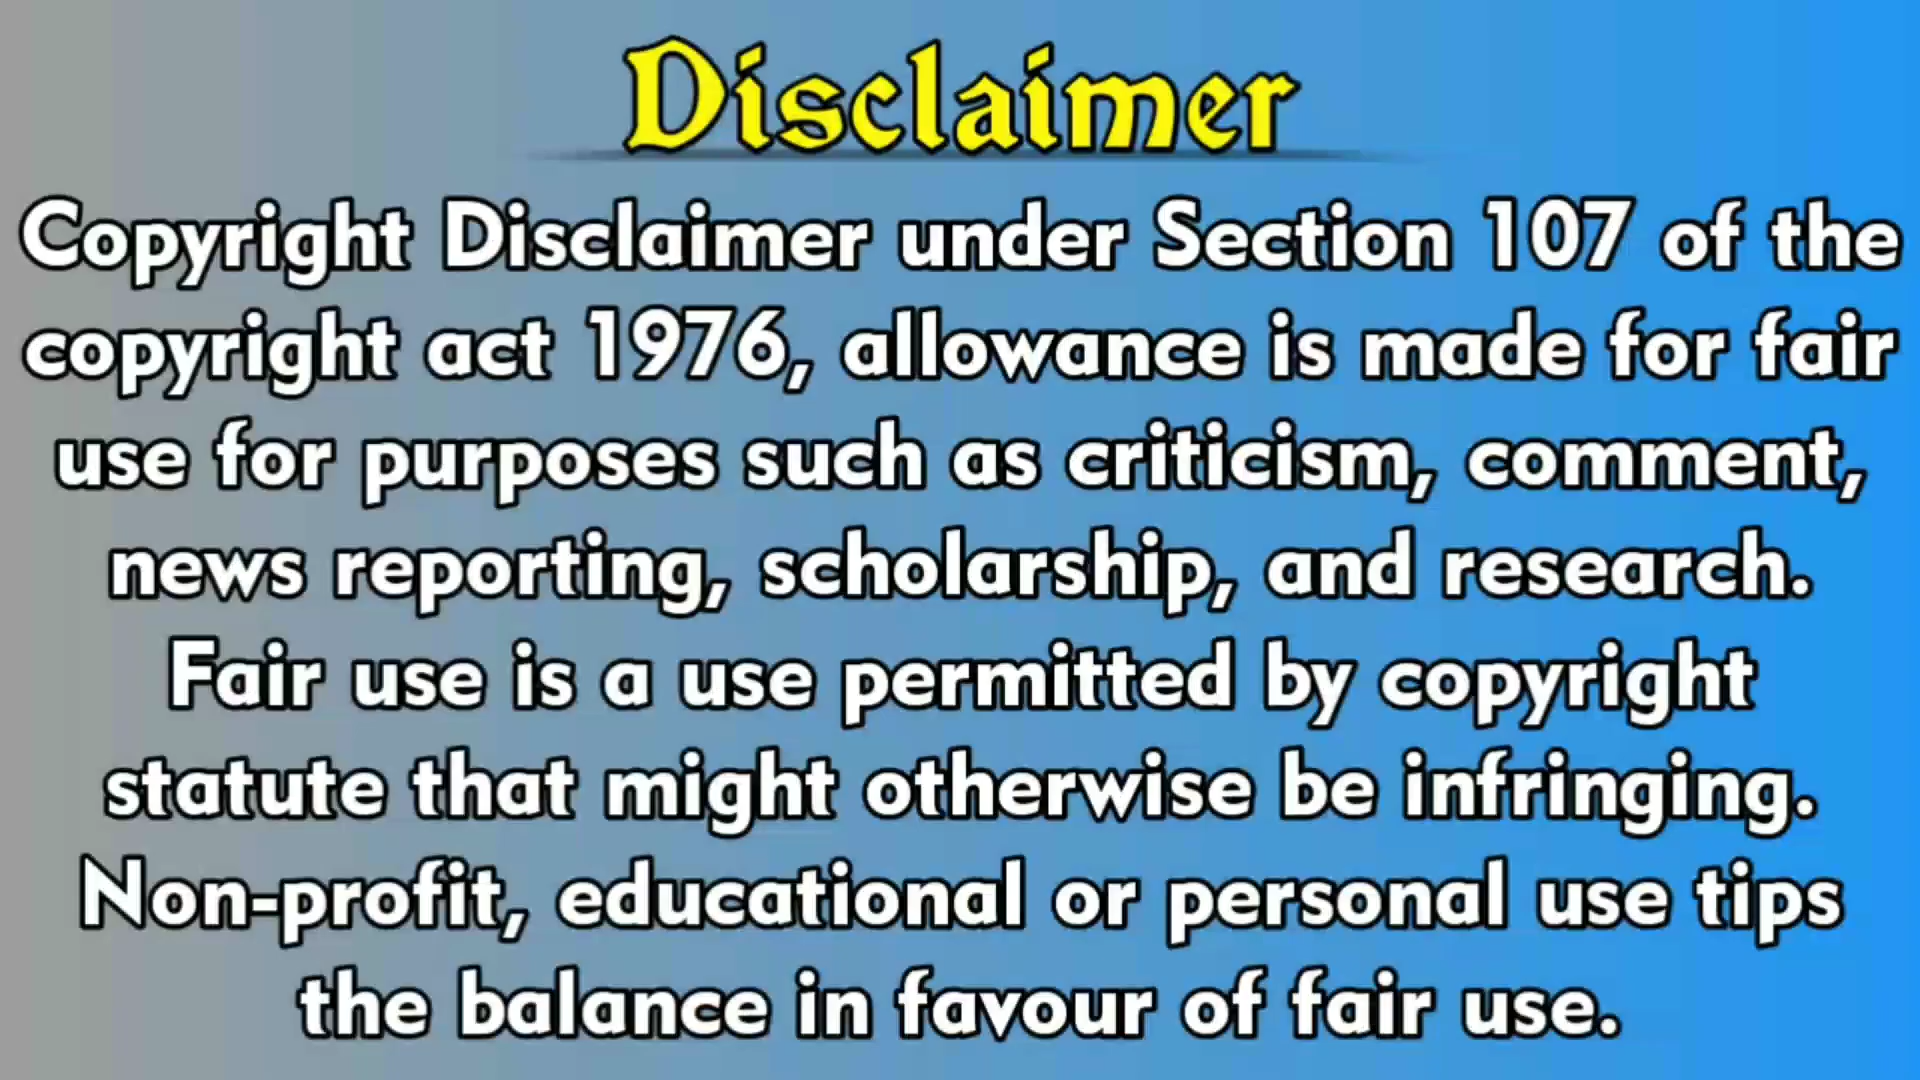 Disclaimer
Copyright Disclaimer under Section 107 of the
copyright act 1976, allowance is made for fair
use for purposes such as criticism, comment,
news reporting, scholarship, and research.
Fair use is a use permitted by copyright
statute that might otherwise be infringing.
Non-profit, educational or personal use tips
the balance in favour of fair use.